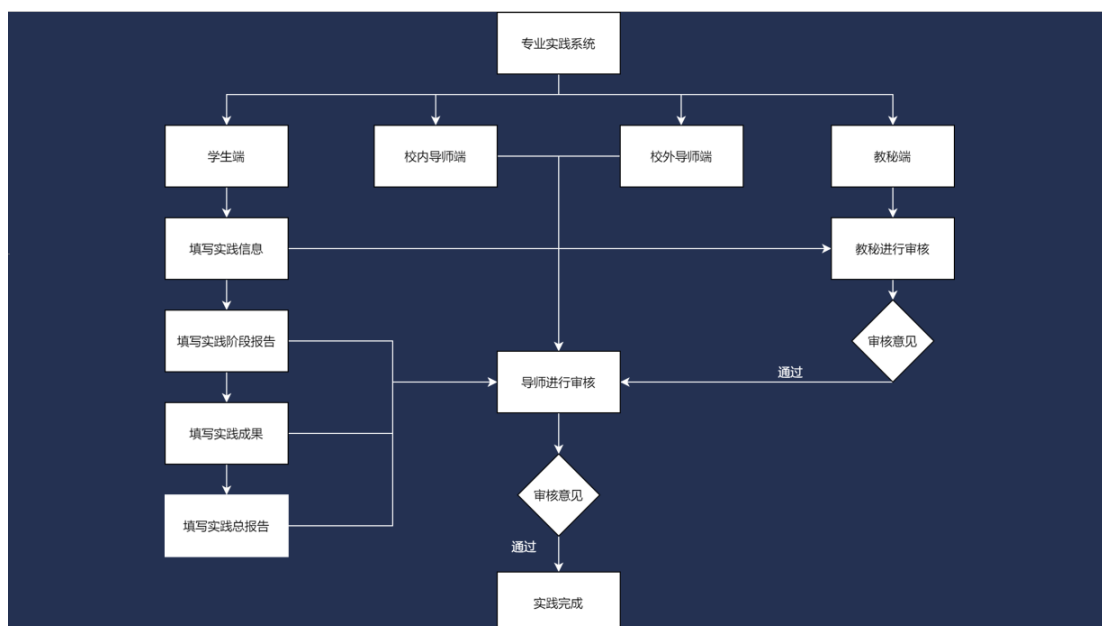 专业实践系统
学生端
校内导师端
校外导师端
教秘端
填写实践信息
教秘进行审核
填写实践阶段报告
审核意见
通过
导师进行审核
填写实践成果
审核意见
填写实践总报告
通过
实践完成